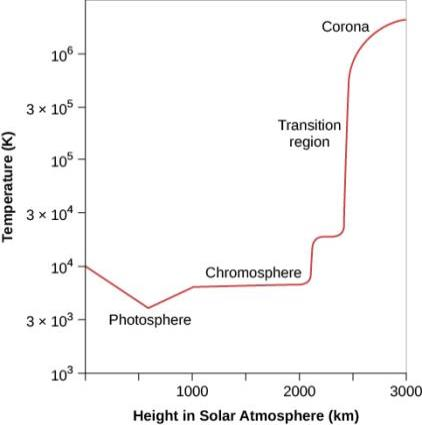 Corona
10⁶
3 × 10⁵
Transition
region
10⁵
3 × 10⁴
10⁴
Chromosphere
3 × 10³
Photosphere
10³
Temperature (K)
1000
2000
3000
Height in Solar Atmosphere (km)